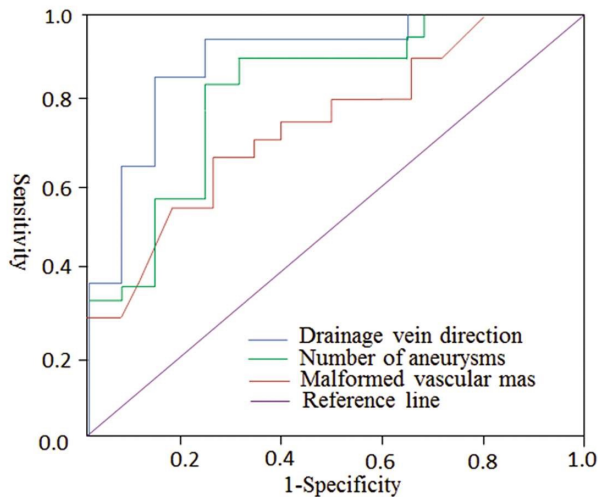 1.0
0.8
0.6
0.4
0.2
0.0
Sensitivity
Drainage vein direction
Number of aneurysms
Malformed vascular mas
Reference line
0.2 0.4 0.6 0.8 1.0
1-Specificity